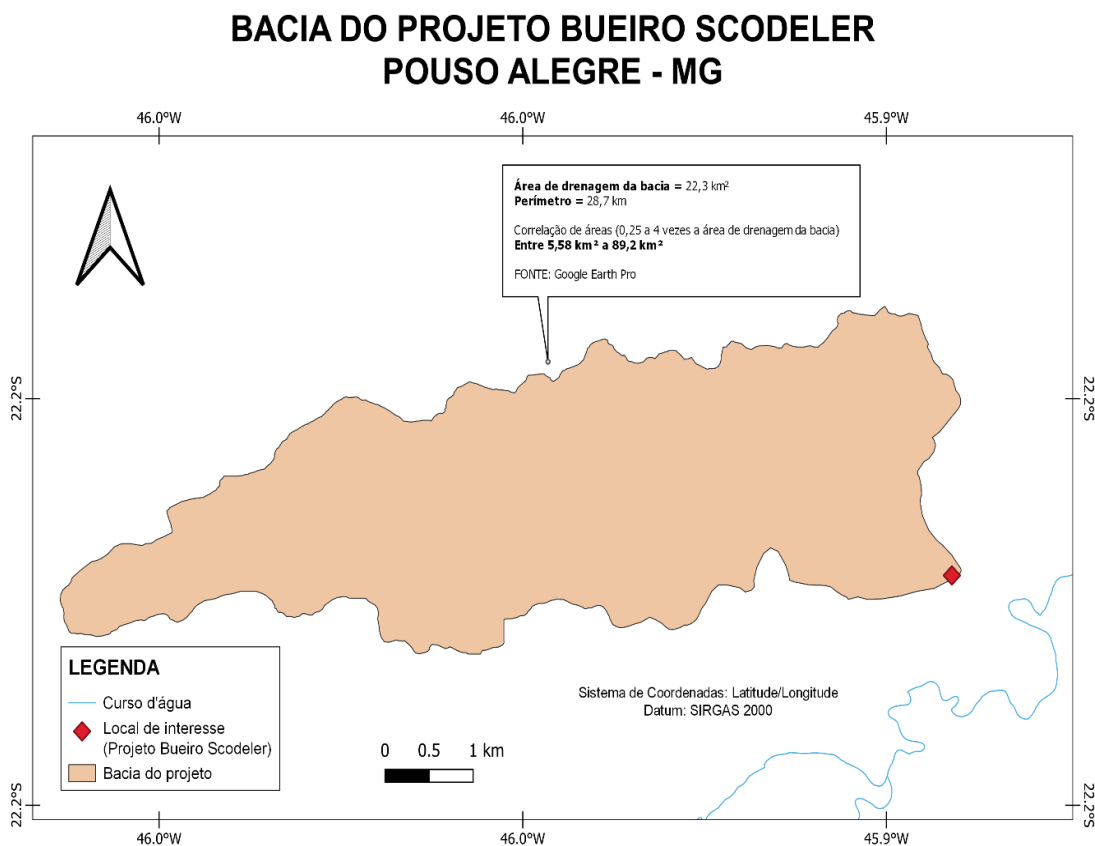 BACIA DO PROJETO BUEIRO SCODELER
POUSO ALEGRE - MG
46.0°W
46.0°W
45.9°W
Área de drenagem da bacia = 22,3 km²
Perímetro = 28,7 km
Correlação de áreas (0,25 a 4 vezes a área de drenagem da bacia)
Entre 5,58 km² a 89,2 km²
FONTE: Google Earth Pro
22.2°S
22.2°S
LEGENDA
Curso d'água
Local de interesse
(Projeto Bueiro Scodeler)
Bacia do projeto
Sistema de Coordenadas: Latitude/Longitude
Datum: SIRGAS 2000
0 0.5 1 km
22.2°S
22.2°S
46.0°W
46.0°W
45.9°W